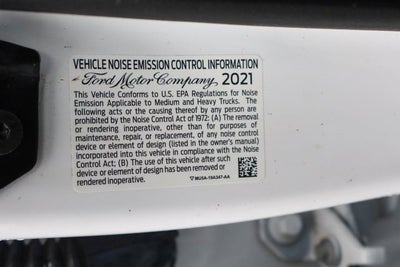 VEHICLE NOISE EMISSION CONTROL INFORMATION
Ford Motor Company 2021
This Vehicle Conforms to U.S. EPA Regulations for Noise
Emission Applicable to Medium and Heavy Trucks. The
following acts or the causing thereof by any person are
prohibited by the Noise Control Act of 1972: (A) The removal
or rendering inoperative, other than for purposes of
maintenance, repair, or replacement, of any noise control
device or element of design (listed in the owner's manual)
incorporated into this vehicle in compliance with the Noise
Control Act; (B) The use of this vehicle after such
device or element of design has been removed or
rendered inoperative.
MU5A-19A347-AA